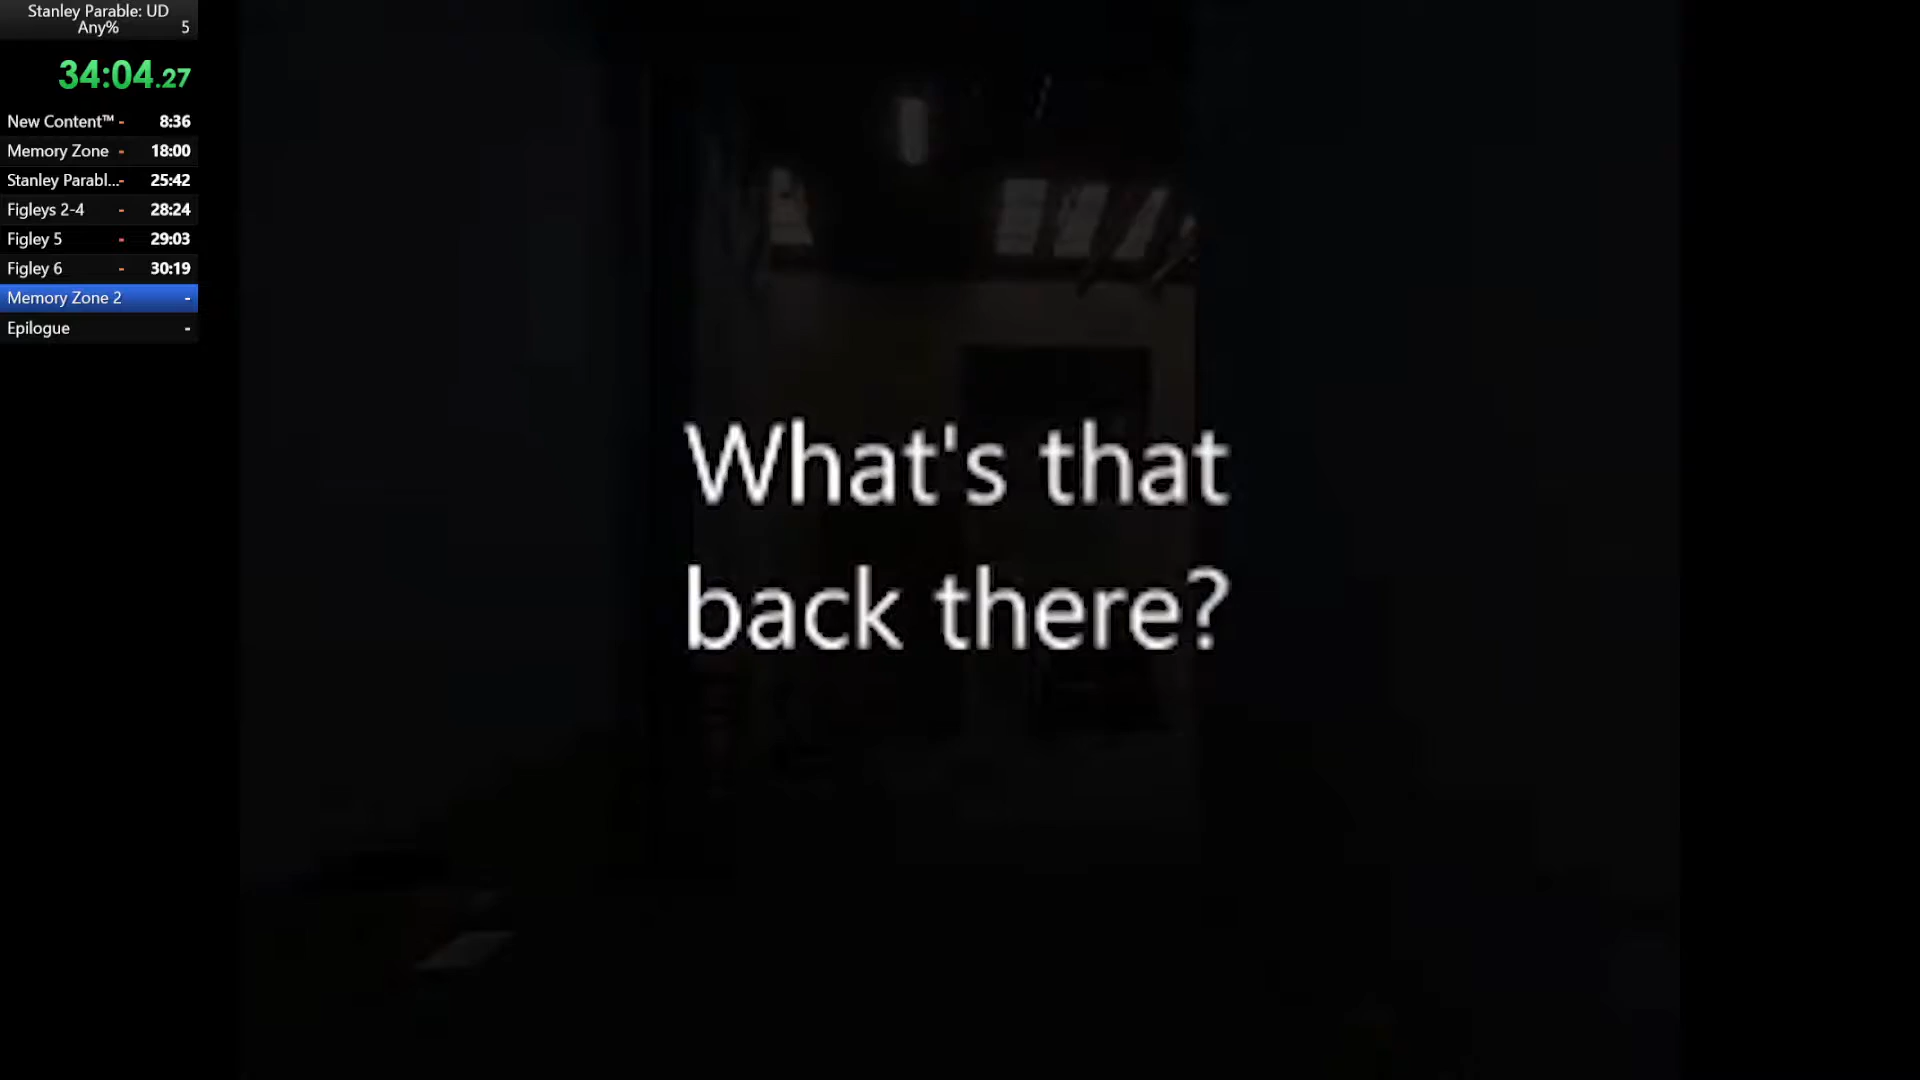 Stanley Parable: UD
Any% 5
34:04.27
New Content™ - 8:36
Memory Zone - 18:00
Stanley Parabl...- 25:42
Figleys 2-4 - 28:24
Figley 5 - 29:03
Figley 6 - 30:19
Memory Zone 2 -
Epilogue -
What's that
back there?